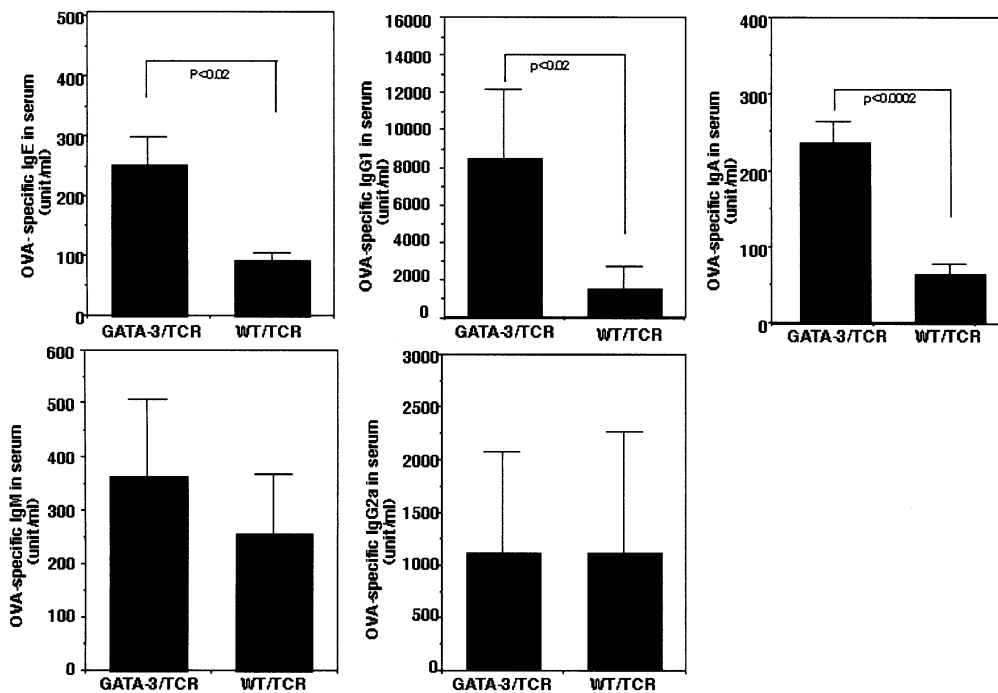 OVA- specific IgE in serum
(unit/ml)
500
400
300
200
100
0
P<0.02
GATA-3/TCR WT/TCR
OVA-specific IgG1 in serum
(unit/ml)
16000
14000
12000
10000
8000
6000
4000
2000
0
p<0.02
GATA-3/TCR WT/TCR
OVA-specific IgA in serum
(unit/ml)
400
300
200
100
0
p<0.0002
GATA-3/TCR WT/TCR
OVA-specific IgM in serum
(unit/ml)
600
500
400
300
200
100
0
GATA-3/TCR WT/TCR
OVA-specific IgG2a in serum
(unit/ml)
3000
2500
2000
1500
1000
500
0
GATA-3/TCR WT/TCR